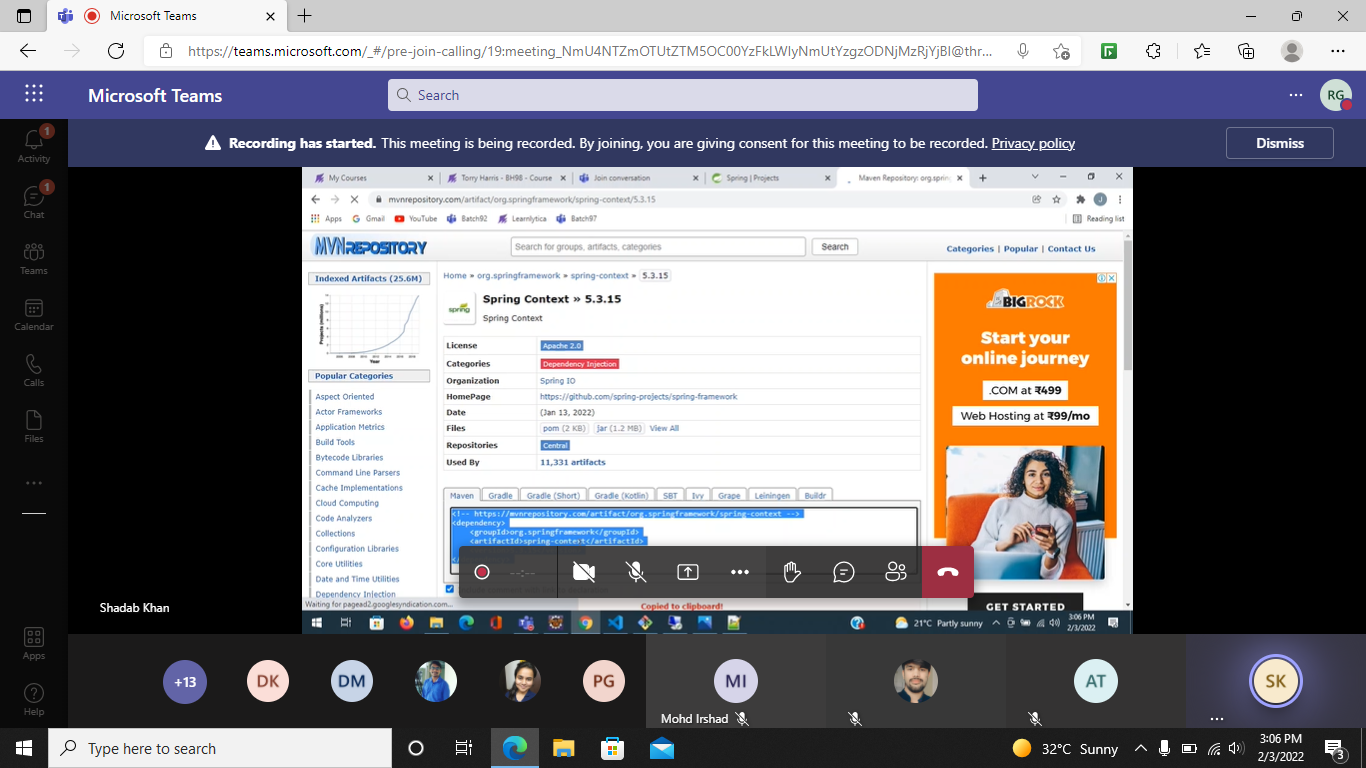 Microsoft Teams
https://teams.microsoft.com/_#/pre-join-calling/19:meeting_NmU4NTZmOTUtZTM5OC00YzFkLWIyNmUtYzgzODNjMzRjYjBl@thr...
Microsoft Teams
Search
RG
Recording has started. This meeting is being recorded. By joining, you are giving consent for this meeting to be recorded. Privacy policy
Dismiss
1
Activity
1
Chat
Teams
Calendar
Calls
Files
Apps
Help
My Courses
Torry Harris - BH98 - Course
Join conversation
Spring | Projects
Maven Repository: org.spring
mvnrepository.com/artifact/org.springframework/spring-context/5.3.15
J
Apps
Gmail
YouTube
Batch92
Learnlytica
Batch97
Reading list
MVNREPOSITORY
Search for groups, artifacts, categories
Search
Categories | Popular | Contact Us
Indexed Artifacts (25.6M)
Projects (millions)
Year
Popular Categories
Aspect Oriented
Actor Frameworks
Application Metrics
Build Tools
Bytecode Libraries
Command Line Parsers
Cache Implementations
Cloud Computing
Code Analyzers
Collections
Configuration Libraries
Core Utilities
Date and Time Utilities
Dependency Injection
Home » org.springframework » spring-context » 5.3.15
spring
Spring Context » 5.3.15
Spring Context
License Apache 2.0
Categories Dependency Injection
Organization Spring IO
HomePage https://github.com/spring-projects/spring-framework
Date (Jan 13, 2022)
Files pom (2 KB) jar (1.2 MB) View All
Repositories Central
Used By 11,331 artifacts
Maven Gradle Gradle (Short) Gradle (Kotlin) SBT Ivy Grape Leiningen Buildr
<!-- https://mvnrepository.com/artifact/org.springframework/spring-context -->
<dependency>
<groupId>org.springframework</groupId>
<artifactId>spring-context</artifactId>
Copied to clipboard!
BIGROCK
Start your
online journey
.COM at ₹499
Web Hosting at ₹99/mo
GET STARTED
Waiting for pagead2.googlesyndication.com...
--:--
21°C Partly sunny
3:06 PM
2/3/2022
Shadab Khan
+13
DK
DM
PG
MI
Mohd Irshad
AT
SK
Type here to search
32°C Sunny
3:06 PM
2/3/2022
3